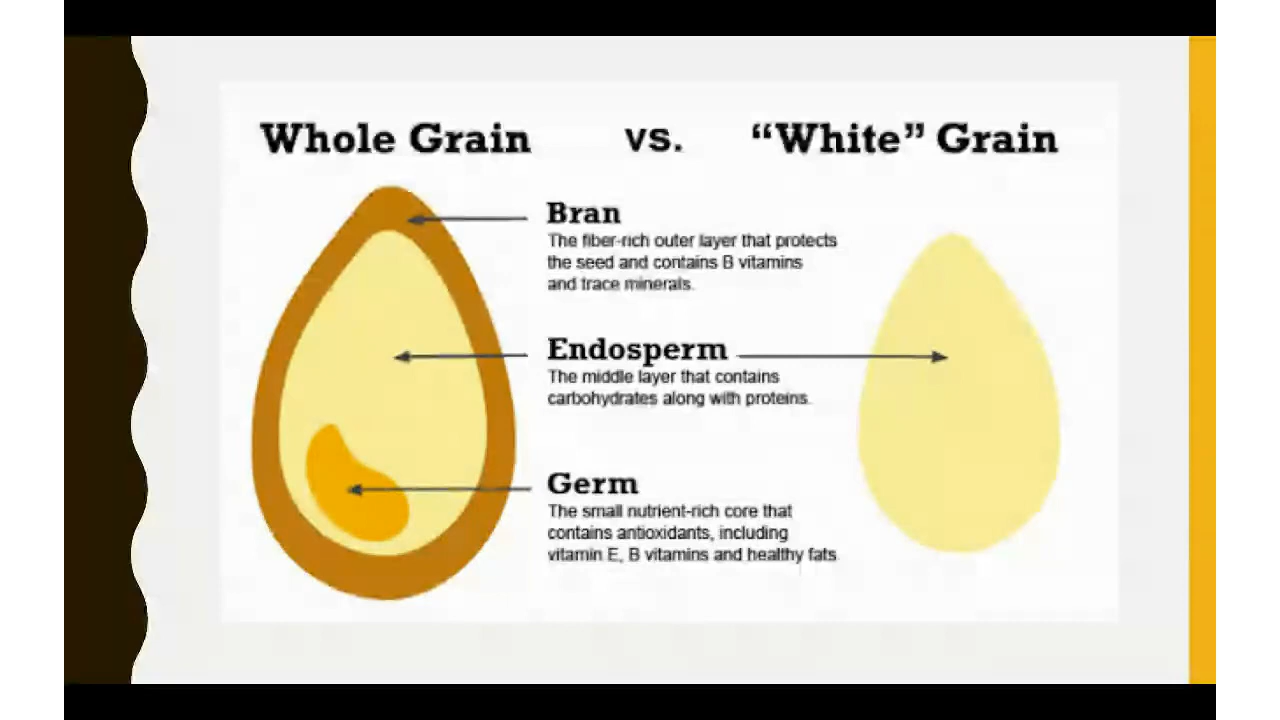 Whole Grain vs. “White” Grain
Bran
The fiber-rich outer layer that protects
the seed and contains B vitamins
and trace minerals.
Endosperm
The middle layer that contains
carbohydrates along with proteins.
Germ
The small nutrient-rich core that
contains antioxidants, including
vitamin E, B vitamins and healthy fats.